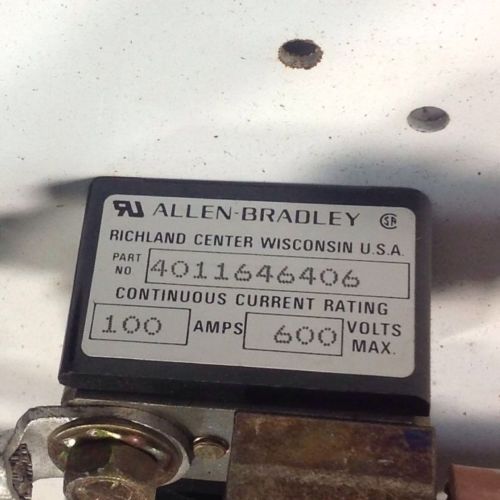 ALLEN-BRADLEY
RICHLAND CENTER WISCONSIN U.S.A.
PART NO 4011646406
CONTINUOUS CURRENT RATING
100 AMPS 600 VOLTS MAX.